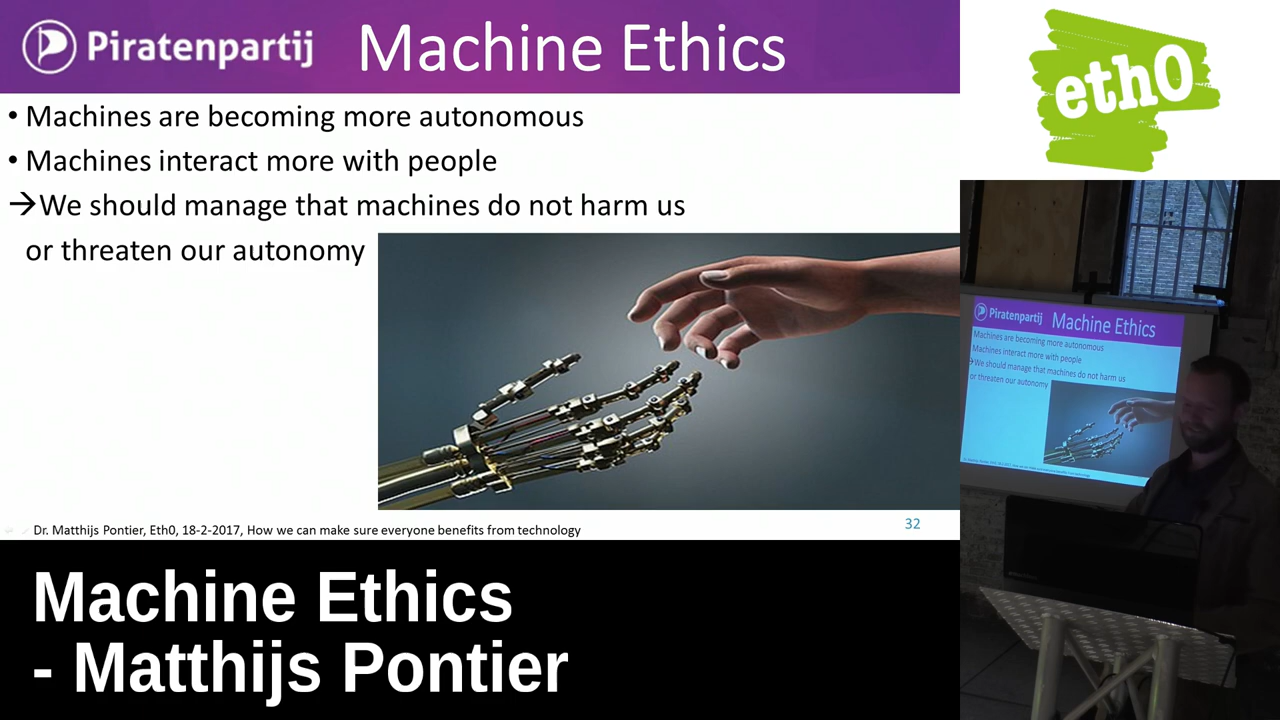 Piratenpartij
Machine Ethics
• Machines are becoming more autonomous
• Machines interact more with people
→We should manage that machines do not harm us
or threaten our autonomy
Dr. Matthijs Pontier, Eth0, 18-2-2017, How we can make sure everyone benefits from technology
32
Machine Ethics
- Matthijs Pontier
eth0
Piratenpartij
Machine Ethics
Machines are becoming more autonomous
Machines interact more with people
→We should manage that machines do not harm us
or threaten our autonomy